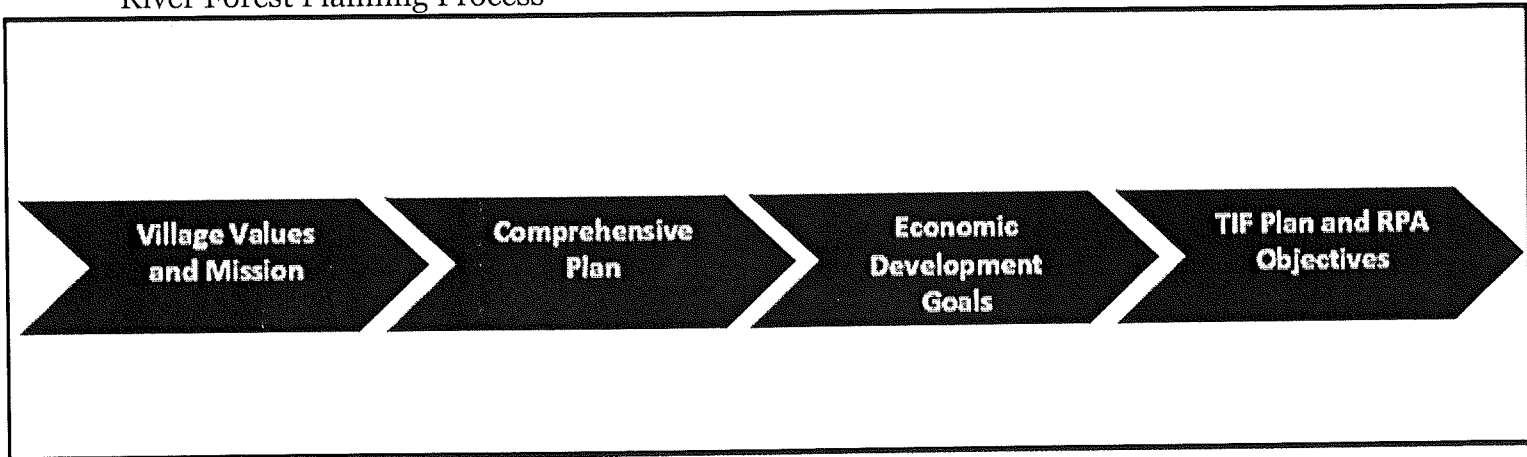 River Forest Planning Process
Village Values
and Mission
Comprehensive
Plan
Economic
Development
Goals
TIF Plan and RPA
Objectives